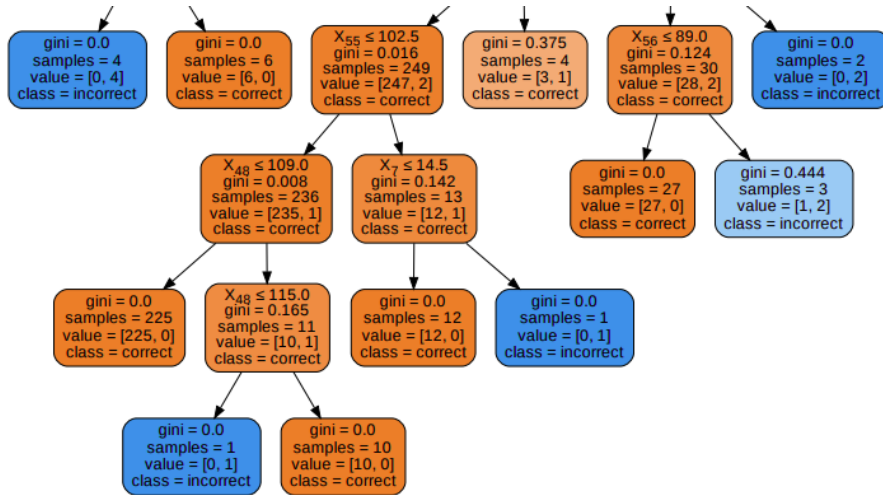 gini = 0.0
samples = 4
value = [0, 4]
class = incorrect
gini = 0.0
samples = 6
value = [6, 0]
class = correct
X55 ≤ 102.5
gini = 0.016
samples = 249
value = [247, 2]
class = correct
gini = 0.375
samples = 4
value = [3, 1]
class = correct
X56 ≤ 89.0
gini = 0.124
samples = 30
value = [28, 2]
class = correct
gini = 0.0
samples = 2
value = [0, 2]
class = incorrect
X48 ≤ 109.0
gini = 0.008
samples = 236
value = [235, 1]
class = correct
X7 ≤ 14.5
gini = 0.142
samples = 13
value = [12, 1]
class = correct
gini = 0.0
samples = 27
value = [27, 0]
class = correct
gini = 0.444
samples = 3
value = [1, 2]
class = incorrect
gini = 0.0
samples = 225
value = [225, 0]
class = correct
X48 ≤ 115.0
gini = 0.165
samples = 11
value = [10, 1]
class = correct
gini = 0.0
samples = 12
value = [12, 0]
class = correct
gini = 0.0
samples = 1
value = [0, 1]
class = incorrect
gini = 0.0
samples = 1
value = [0, 1]
class = incorrect
gini = 0.0
samples = 10
value = [10, 0]
class = correct